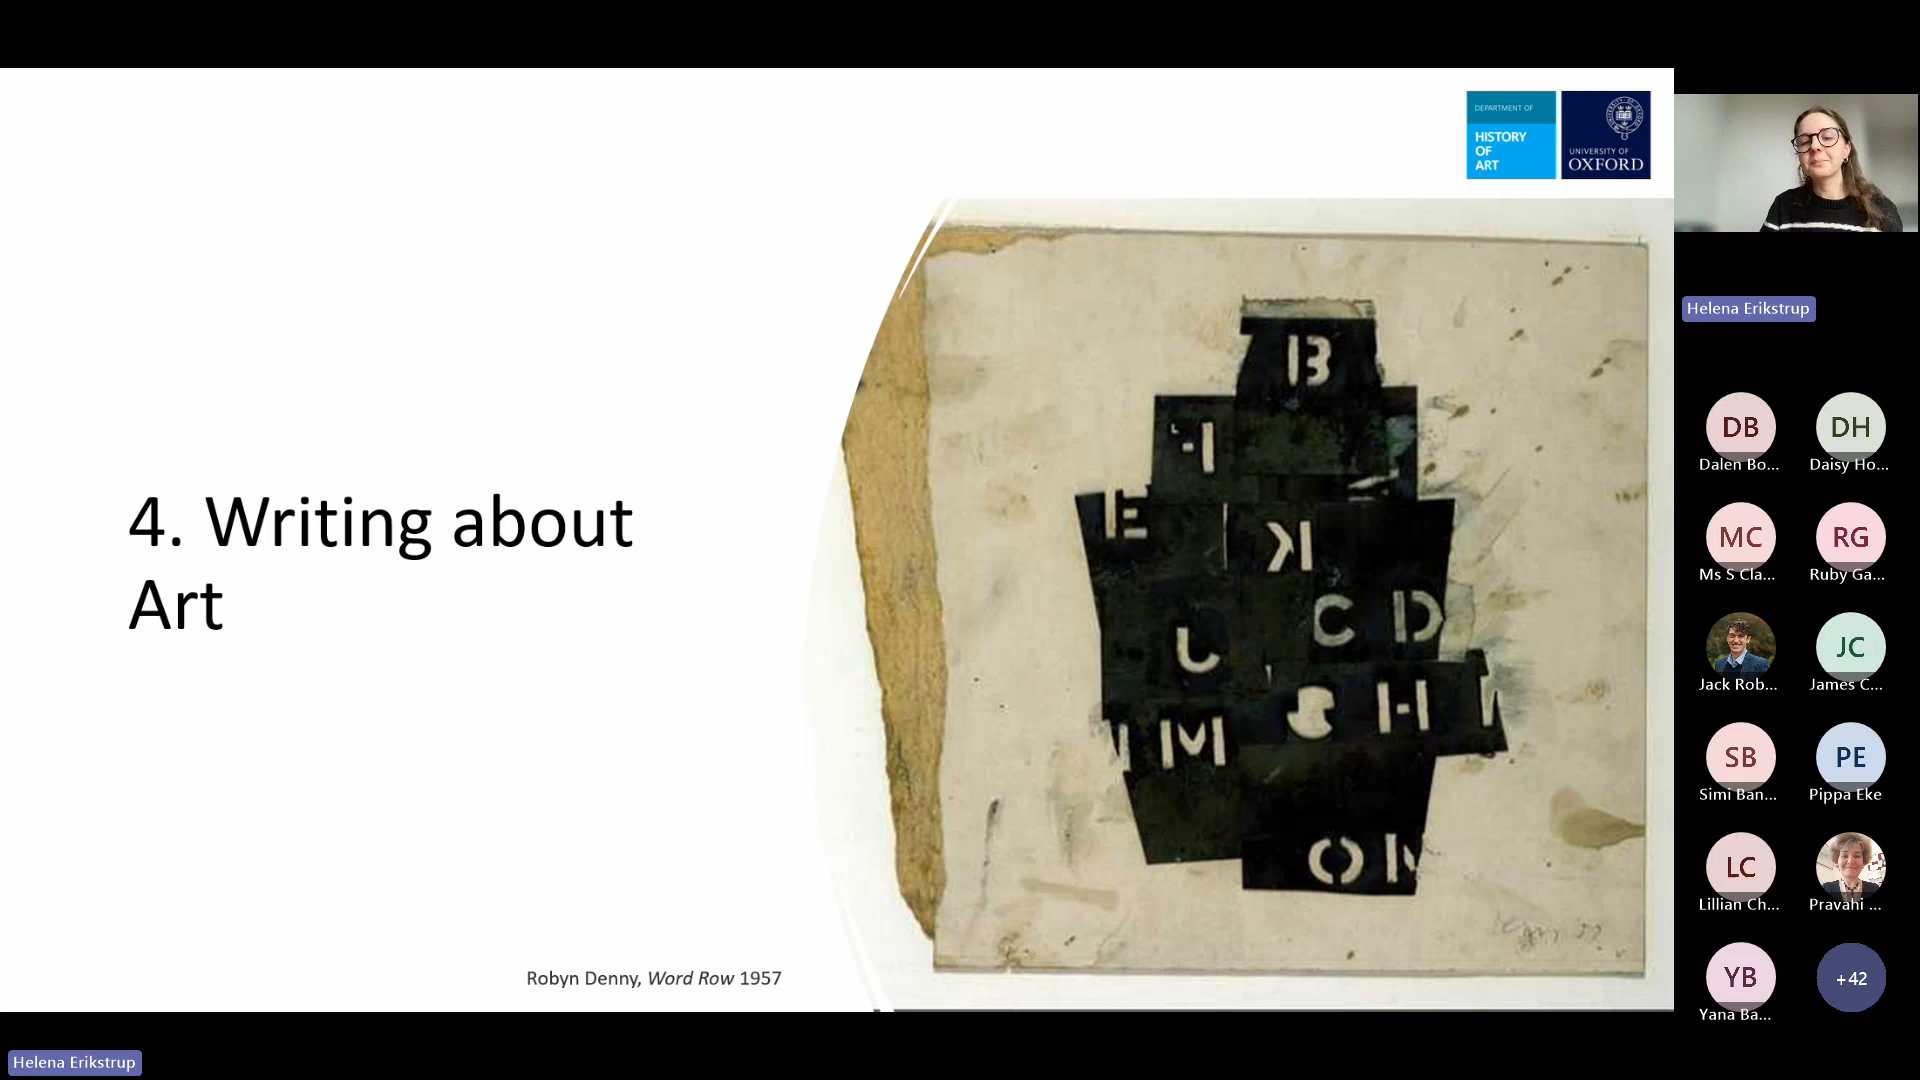 DEPARTMENT OF
HISTORY
OF
ART
UNIVERSITY OF
OXFORD
4. Writing about
Art
B
H
E
K
C D
J
S H
M
O
Robyn Denny, Word Row 1957
Helena Erikstrup
DB
Dalen Bo...
DH
Daisy Ho...
MC
Ms S Cla...
RG
Ruby Ga...
Jack Rob...
JC
James C...
SB
Simi Ban...
PE
Pippa Eke
LC
Lillian Ch...
Pravahi ...
YB
Yana Ba...
+42
Helena Erikstrup